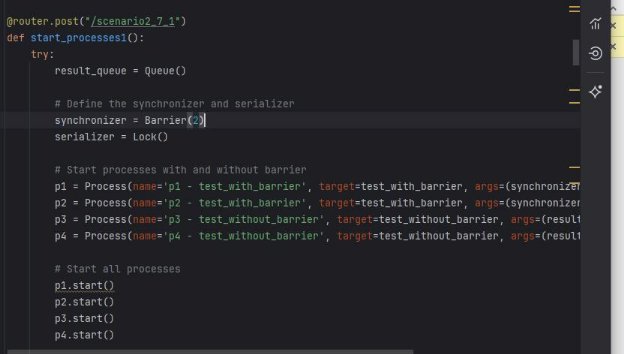 @router.post("/scenario2_7_1")
def start_processes1():
    try:
        result_queue = Queue()

        # Define the synchronizer and serializer
        synchronizer = Barrier(2)
        serializer = Lock()

        # Start processes with and without barrier
        p1 = Process(name='p1 - test_with_barrier', target=test_with_barrier, args=(synchronizer
        p2 = Process(name='p2 - test_with_barrier', target=test_with_barrier, args=(synchronizer
        p3 = Process(name='p3 - test_without_barrier', target=test_without_barrier, args=(result
        p4 = Process(name='p4 - test_without_barrier', target=test_without_barrier, args=(result

        # Start all processes
        p1.start()
        p2.start()
        p3.start()
        p4.start()